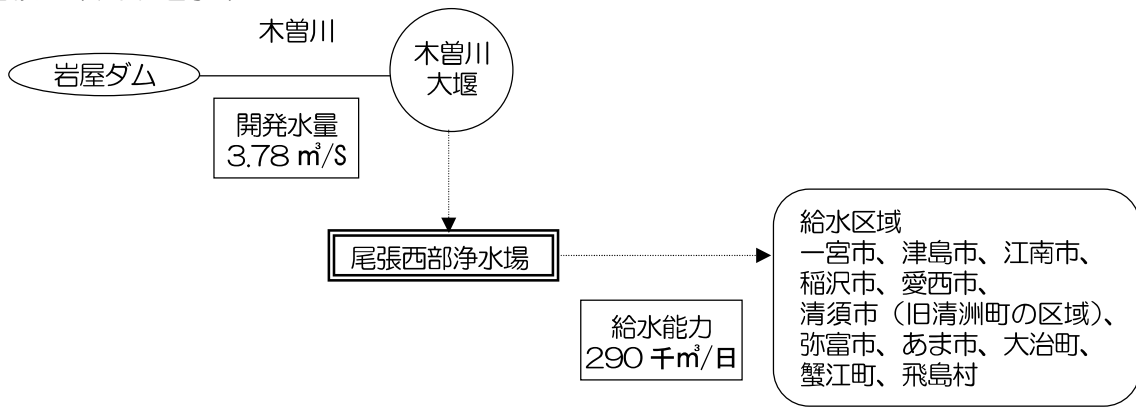 木曽川
岩屋ダム
木曽川
大堰
開発水量
3.78 ㎥/S
尾張西部浄水場
給水能力
290 千㎥/日
給水区域
一宮市、津島市、江南市、
稲沢市、愛西市、
清須市（旧清洲町の区域）、
弥富市、あま市、大治町、
蟹江町、飛島村